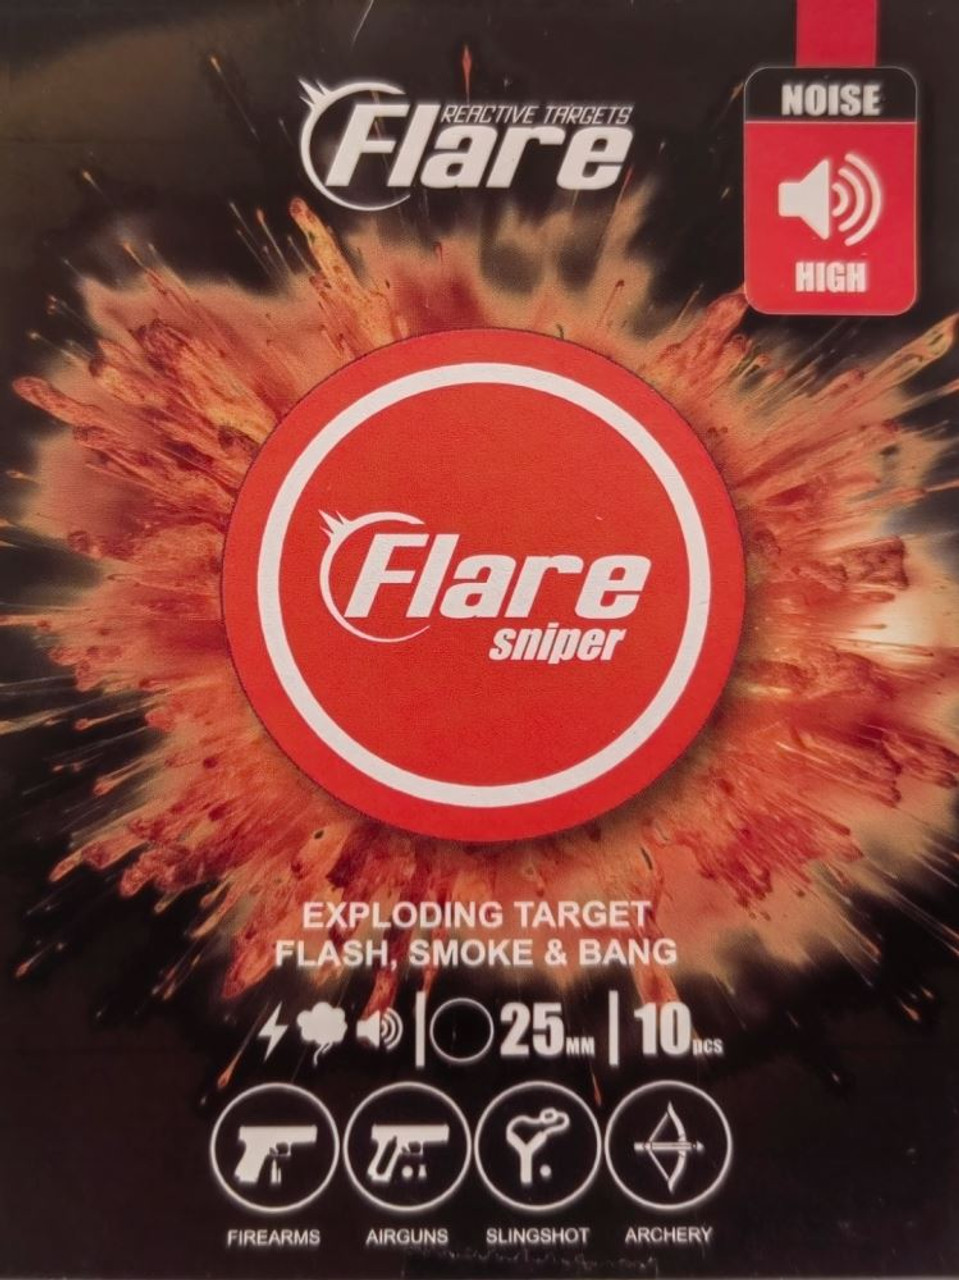 REACTIVE TARGETS
Flare
NOISE
HIGH
Flare
sniper
EXPLODING TARGET
FLASH, SMOKE & BANG
25MM | 10pcs
FIREARMS AIRGUNS SLINGSHOT ARCHERY